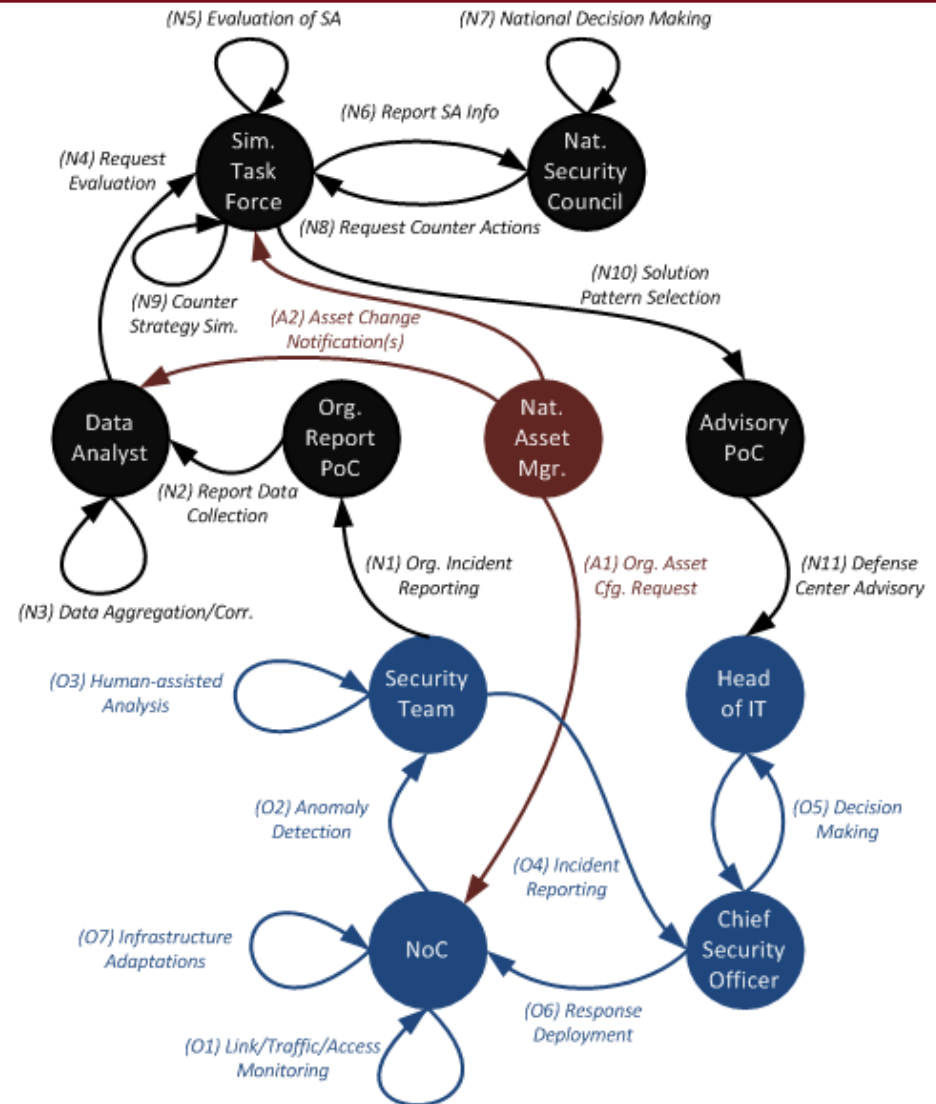 (N5) Evaluation of SA
(N7) National Decision Making
(N6) Report SA Info
Sim.
Task
Force
Nat.
Security
Council
(N4) Request
Evaluation
(N8) Request Counter Actions
(N10) Solution
Pattern Selection
(N9) Counter
Strategy Sim.
(A2) Asset Change
Notification(s)
Data
Analyst
Org.
Report
PoC
Nat.
Asset
Mgr.
Advisory
PoC
(N2) Report Data
Collection
(N1) Org. Incident
Reporting
(A1) Org. Asset
Cfg. Request
(N11) Defense
Center Advisory
(N3) Data Aggregation/Corr.
(O3) Human-assisted
Analysis
Security
Team
Head
of IT
(O2) Anomaly
Detection
(O5) Decision
Making
(O4) Incident
Reporting
(O7) Infrastructure
Adaptations
NoC
Chief
Security
Officer
(O6) Response
Deployment
(O1) Link/Traffic/Access
Monitoring